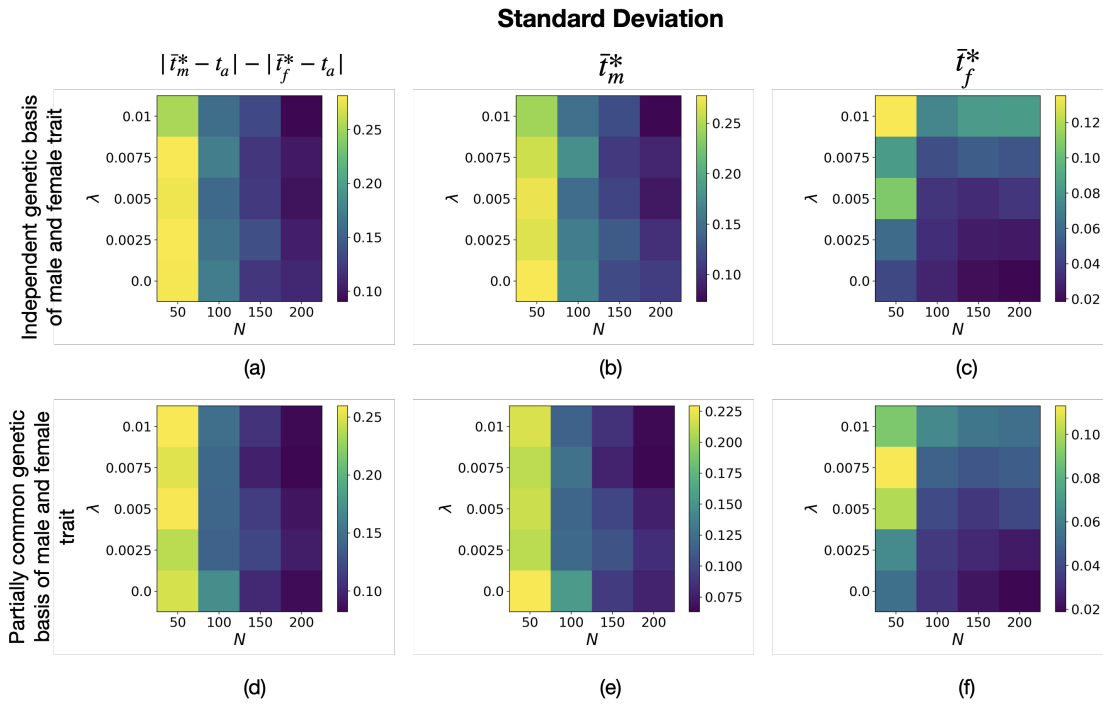 Standard Deviation
| t̄*ₘ − tₐ | − | t̄*_f − tₐ |
t̄*ₘ
t̄*_f
Independent genetic basis
of male and female trait
λ
0.01
0.0075
0.005
0.0025
0.0
50 100 150 200
N
0.25
0.20
0.15
0.10
(a)
λ
0.01
0.0075
0.005
0.0025
0.0
50 100 150 200
N
0.25
0.20
0.15
0.10
(b)
λ
0.01
0.0075
0.005
0.0025
0.0
50 100 150 200
N
0.12
0.10
0.08
0.06
0.04
0.02
(c)
Partially common genetic
basis of male and female
trait
λ
0.01
0.0075
0.005
0.0025
0.0
50 100 150 200
N
0.25
0.20
0.15
0.10
(d)
λ
0.01
0.0075
0.005
0.0025
0.0
50 100 150 200
N
0.225
0.200
0.175
0.150
0.125
0.100
0.075
(e)
λ
0.01
0.0075
0.005
0.0025
0.0
50 100 150 200
N
0.10
0.08
0.06
0.04
0.02
(f)